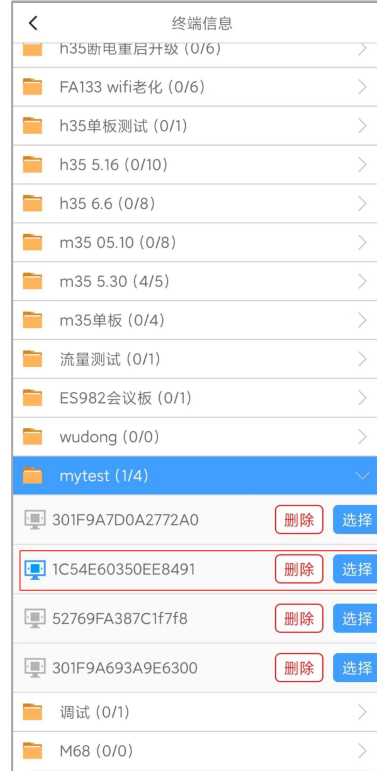 终端信息
h35断电重启升级 (0/6)
FA133 wifi老化 (0/6)
h35单板测试 (0/1)
h35 5.16 (0/10)
h35 6.6 (0/8)
m35 05.10 (0/8)
m35 5.30 (4/5)
m35单板 (0/4)
流量测试 (0/1)
ES982会议板 (0/1)
wudong (0/0)
mytest (1/4)
301F9A7D0A2772A0 删除 选择
1C54E60350EE8491 删除 选择
52769FA387C1f7f8 删除 选择
301F9A693A9E6300 删除 选择
调试 (0/1)
M68 (0/0)